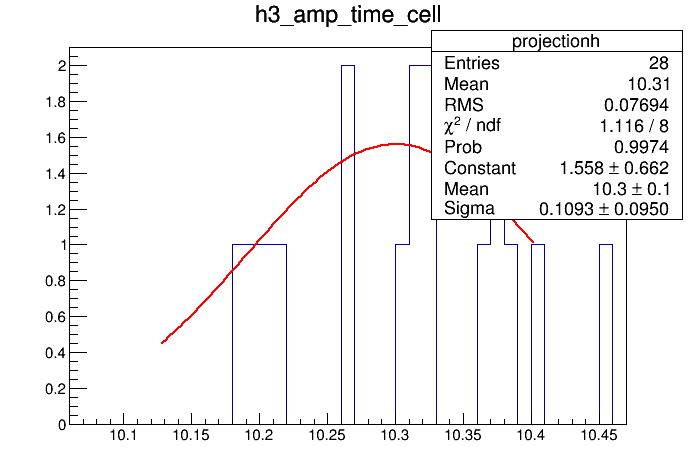 h3_amp_time_cell
projectionh
Entries 28
Mean 10.31
RMS 0.07694
χ² / ndf 1.116 / 8
Prob 0.9974
Constant 1.558 ± 0.662
Mean 10.3 ± 0.1
Sigma 0.1093 ± 0.0950
2
1.8
1.6
1.4
1.2
1
0.8
0.6
0.4
0.2
0
10.1 10.15 10.2 10.25 10.3 10.35 10.4 10.45